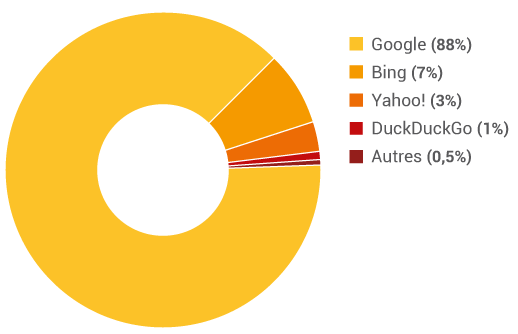 Google (88%)
Bing (7%)
Yahoo! (3%)
DuckDuckGo (1%)
Autres (0,5%)